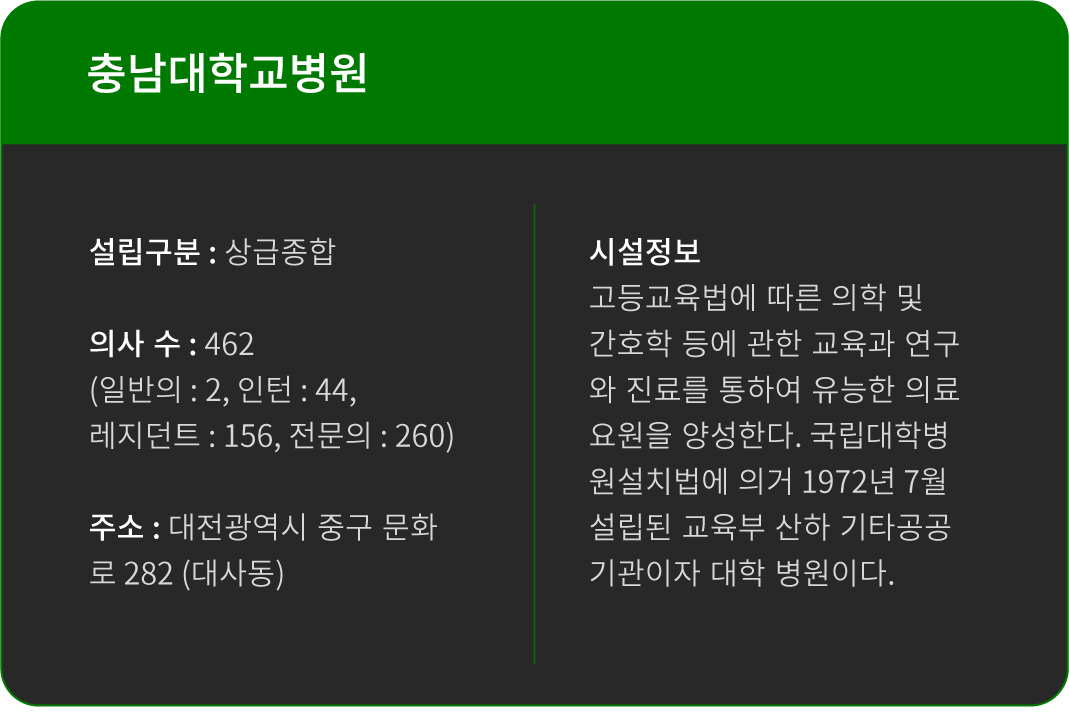 충남대학교병원
설립구분 : 상급종합
의사 수 : 462
(일반의 : 2, 인턴 : 44,
레지던트 : 156, 전문의 : 260)
주소 : 대전광역시 중구 문화
로 282 (대사동)
시설정보
고등교육법에 따른 의학 및
간호학 등에 관한 교육과 연구
와 진료를 통하여 유능한 의료
요원을 양성한다. 국립대학병
원설치법에 의거 1972년 7월
설립된 교육부 산하 기타공공
기관이자 대학 병원이다.